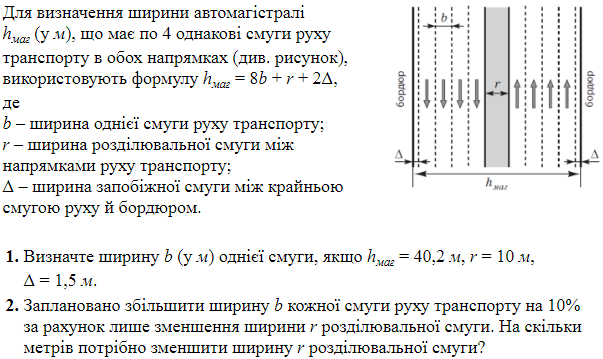 Для визначення ширини автомагістралі
hмаг (у м), що має по 4 однакові смуги руху
транспорту в обох напрямках (див. рисунок),
використовують формулу hмаг = 8b + r + 2Δ,
де
b – ширина однієї смуги руху транспорту;
r – ширина розділювальної смуги між
напрямками руху транспорту;
Δ – ширина запобіжної смуги між крайньою
смугою руху й бордюром.
b
бордюр
r
бордюр
Δ
Δ
hмаг
1. Визначте ширину b (у м) однієї смуги, якщо hмаг = 40,2 м, r = 10 м,
Δ = 1,5 м.
2. Заплановано збільшити ширину b кожної смуги руху транспорту на 10%
за рахунок лише зменшення ширини r розділювальної смуги. На скільки
метрів потрібно зменшити ширину r розділювальної смуги?